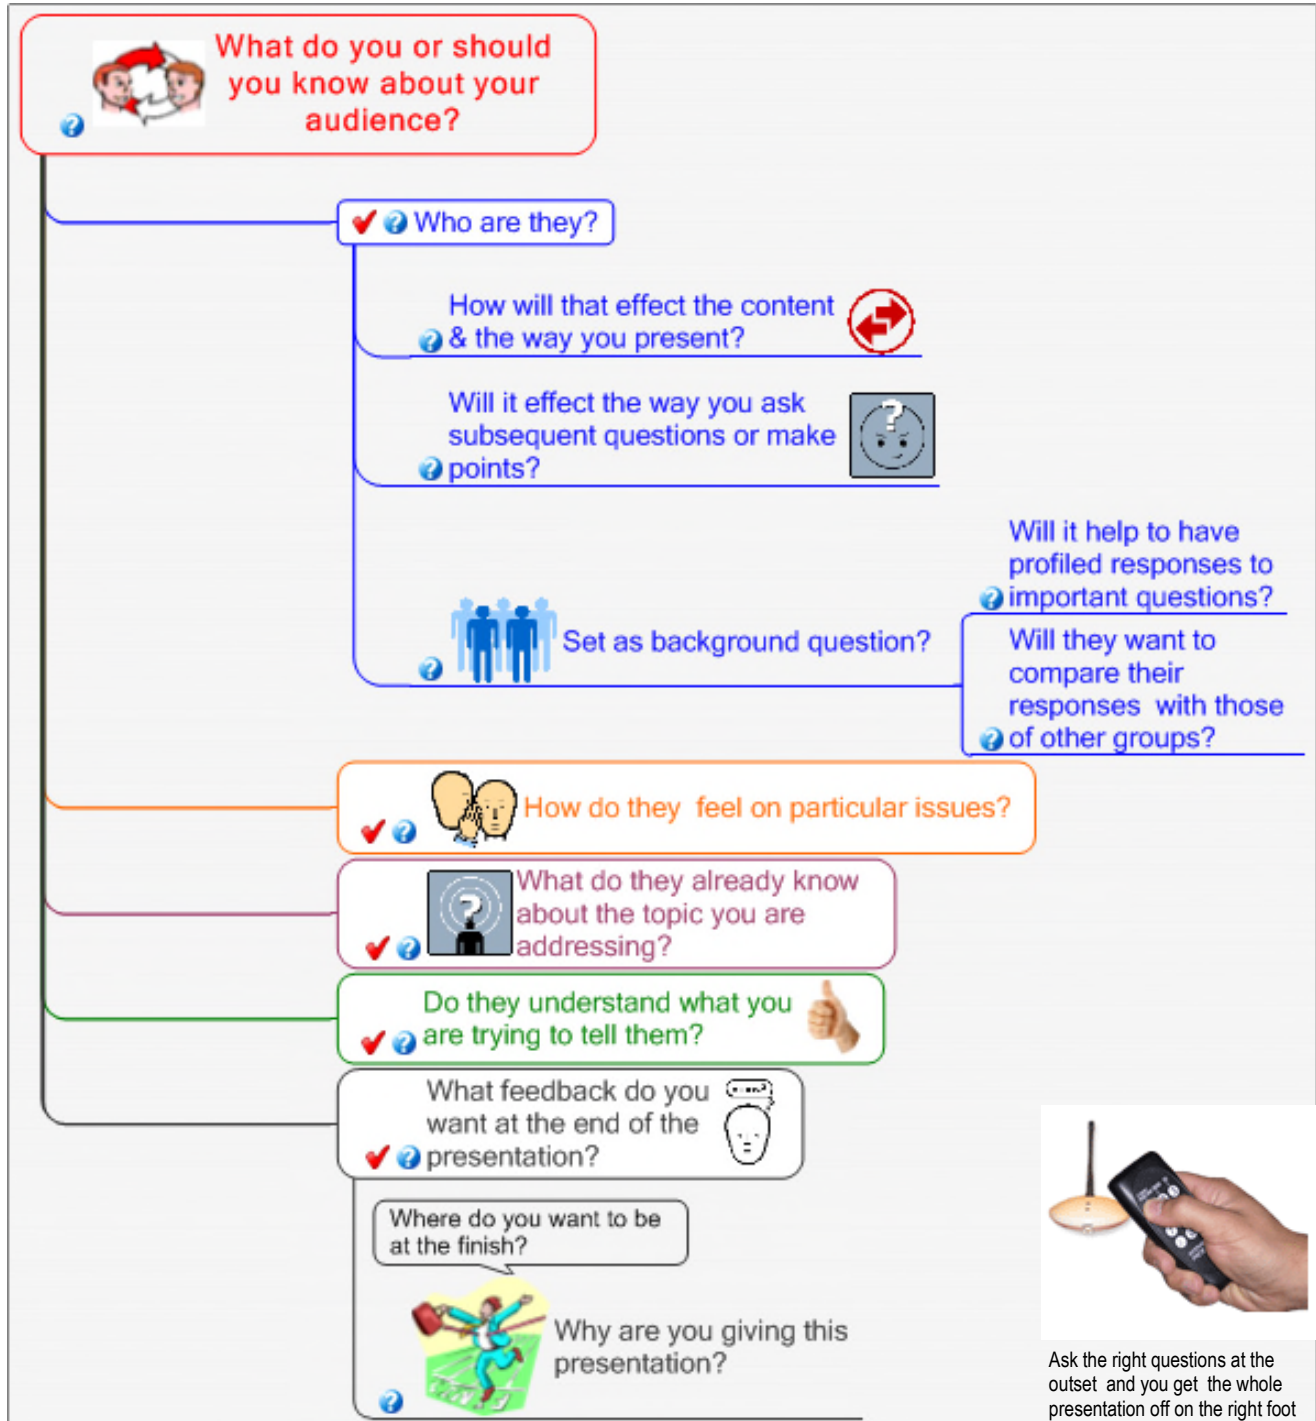 What do you or should
you know about your
audience?
Who are they?
How will that effect the content
& the way you present?
Will it effect the way you ask
subsequent questions or make
points?
Set as background question?
Will it help to have
profiled responses to
important questions?
Will they want to
compare their
responses with those
of other groups?
How do they feel on particular issues?
What do they already know
about the topic you are
addressing?
Do they understand what you
are trying to tell them?
What feedback do you
want at the end of the
presentation?
Where do you want to be
at the finish?
Why are you giving this
presentation?
Ask the right questions at the
outset and you get the whole
presentation off on the right foot